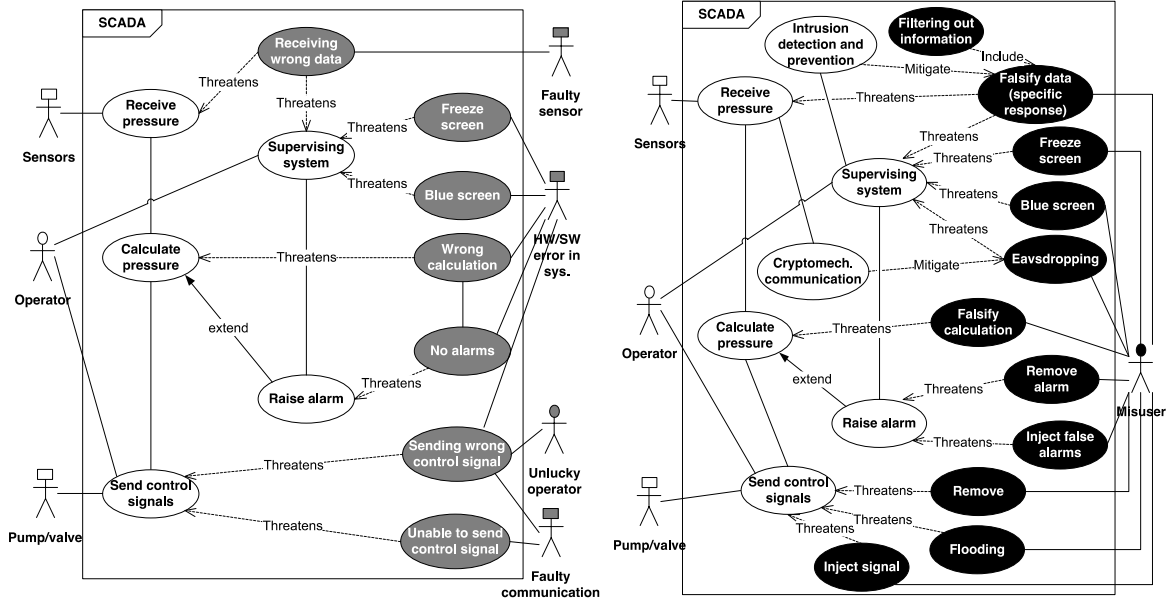 SCADA
Receiving
wrong data
Threatens
Threatens
Faulty
sensor
Receive
pressure
Sensors
Freeze
screen
Threatens
Supervising
system
Threatens
Blue screen
HW/SW
error in
sys.
Operator
Calculate
pressure
Threatens
Wrong
calculation
extend
No alarms
Threatens
Raise alarm
Sending wrong
control signal
Threatens
Unlucky
operator
Send control
signals
Pump/valve
Threatens
Unable to send
control signal
Faulty
communication
SCADA
Intrusion
detection and
prevention
Filtering out
information
Include
Mitigate
Falsify data
(specific
response)
Receive
pressure
Threatens
Sensors
Threatens
Freeze
screen
Supervising
system
Threatens
Blue screen
Threatens
Cryptomech.
communication
Mitigate
Eavsdropping
Operator
Calculate
pressure
Threatens
Falsify
calculation
extend
Threatens
Remove
alarm
Misuser
Raise alarm
Threatens
Inject false
alarms
Send control
signals
Threatens
Remove
Pump/valve
Threatens
Threatens
Flooding
Inject signal